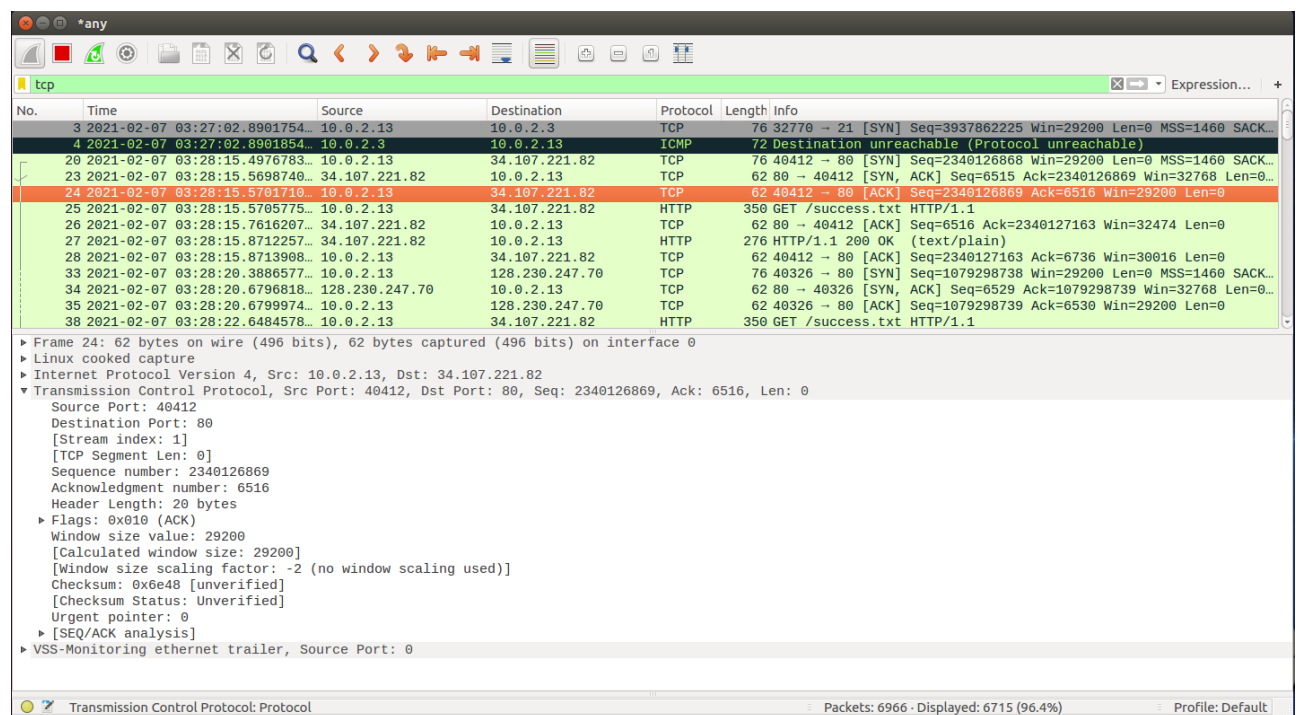 *any
tcp
Expression… +
No. Time Source Destination Protocol Length Info
3 2021-02-07 03:27:02.8901754… 10.0.2.13 10.0.2.3 TCP 76 32770 → 21 [SYN] Seq=3937862225 Win=29200 Len=0 MSS=1460 SACK…
4 2021-02-07 03:27:02.8901854… 10.0.2.3 10.0.2.13 ICMP 72 Destination unreachable (Protocol unreachable)
20 2021-02-07 03:28:15.4976783… 10.0.2.13 34.107.221.82 TCP 76 40412 → 80 [SYN] Seq=2340126868 Win=29200 Len=0 MSS=1460 SACK…
23 2021-02-07 03:28:15.5698740… 34.107.221.82 10.0.2.13 TCP 62 80 → 40412 [SYN, ACK] Seq=6515 Ack=2340126869 Win=32768 Len=0…
24 2021-02-07 03:28:15.5701710… 10.0.2.13 34.107.221.82 TCP 62 40412 → 80 [ACK] Seq=2340126869 Ack=6516 Win=29200 Len=0
25 2021-02-07 03:28:15.5705775… 10.0.2.13 34.107.221.82 HTTP 350 GET /success.txt HTTP/1.1
26 2021-02-07 03:28:15.7616207… 34.107.221.82 10.0.2.13 TCP 62 80 → 40412 [ACK] Seq=6516 Ack=2340127163 Win=32474 Len=0
27 2021-02-07 03:28:15.8712257… 34.107.221.82 10.0.2.13 HTTP 276 HTTP/1.1 200 OK (text/plain)
28 2021-02-07 03:28:15.8713908… 10.0.2.13 34.107.221.82 TCP 62 40412 → 80 [ACK] Seq=2340127163 Ack=6736 Win=30016 Len=0
33 2021-02-07 03:28:20.3886577… 10.0.2.13 128.230.247.70 TCP 76 40326 → 80 [SYN] Seq=1079298738 Win=29200 Len=0 MSS=1460 SACK…
34 2021-02-07 03:28:20.6796818… 128.230.247.70 10.0.2.13 TCP 62 80 → 40326 [SYN, ACK] Seq=6529 Ack=1079298739 Win=32768 Len=0…
35 2021-02-07 03:28:20.6799974… 10.0.2.13 128.230.247.70 TCP 62 40326 → 80 [ACK] Seq=1079298739 Ack=6530 Win=29200 Len=0
38 2021-02-07 03:28:22.6484578… 10.0.2.13 34.107.221.82 HTTP 350 GET /success.txt HTTP/1.1
Frame 24: 62 bytes on wire (496 bits), 62 bytes captured (496 bits) on interface 0
Linux cooked capture
Internet Protocol Version 4, Src: 10.0.2.13, Dst: 34.107.221.82
Transmission Control Protocol, Src Port: 40412, Dst Port: 80, Seq: 2340126869, Ack: 6516, Len: 0
Source Port: 40412
Destination Port: 80
[Stream index: 1]
[TCP Segment Len: 0]
Sequence number: 2340126869
Acknowledgment number: 6516
Header Length: 20 bytes
Flags: 0x010 (ACK)
Window size value: 29200
[Calculated window size: 29200]
[Window size scaling factor: -2 (no window scaling used)]
Checksum: 0x6e48 [unverified]
[Checksum Status: Unverified]
Urgent pointer: 0
[SEQ/ACK analysis]
VSS-Monitoring ethernet trailer, Source Port: 0
Transmission Control Protocol: Protocol Packets: 6966 · Displayed: 6715 (96.4%) Profile: Default